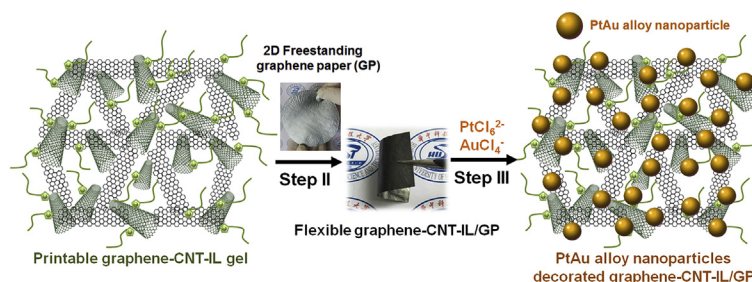 PtAu alloy nanoparticle
2D Freestanding
graphene paper (GP)
PtCl₆²⁻
AuCl₄⁻
Step II
Step III
Flexible graphene-CNT-IL/GP
Printable graphene-CNT-IL gel
PtAu alloy nanoparticles
decorated graphene-CNT-IL/GP